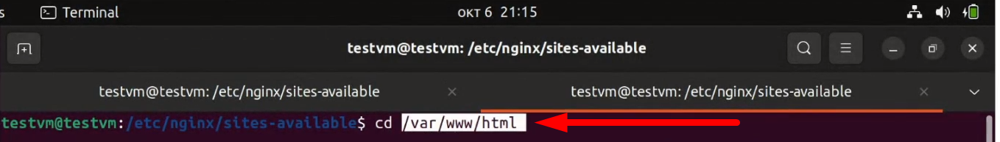 s Terminal окт 6 21:15
testvm@testvm: /etc/nginx/sites-available
testvm@testvm: /etc/nginx/sites-available × testvm@testvm: /etc/nginx/sites-available ×
testvm@testvm:/etc/nginx/sites-available$ cd /var/www/html